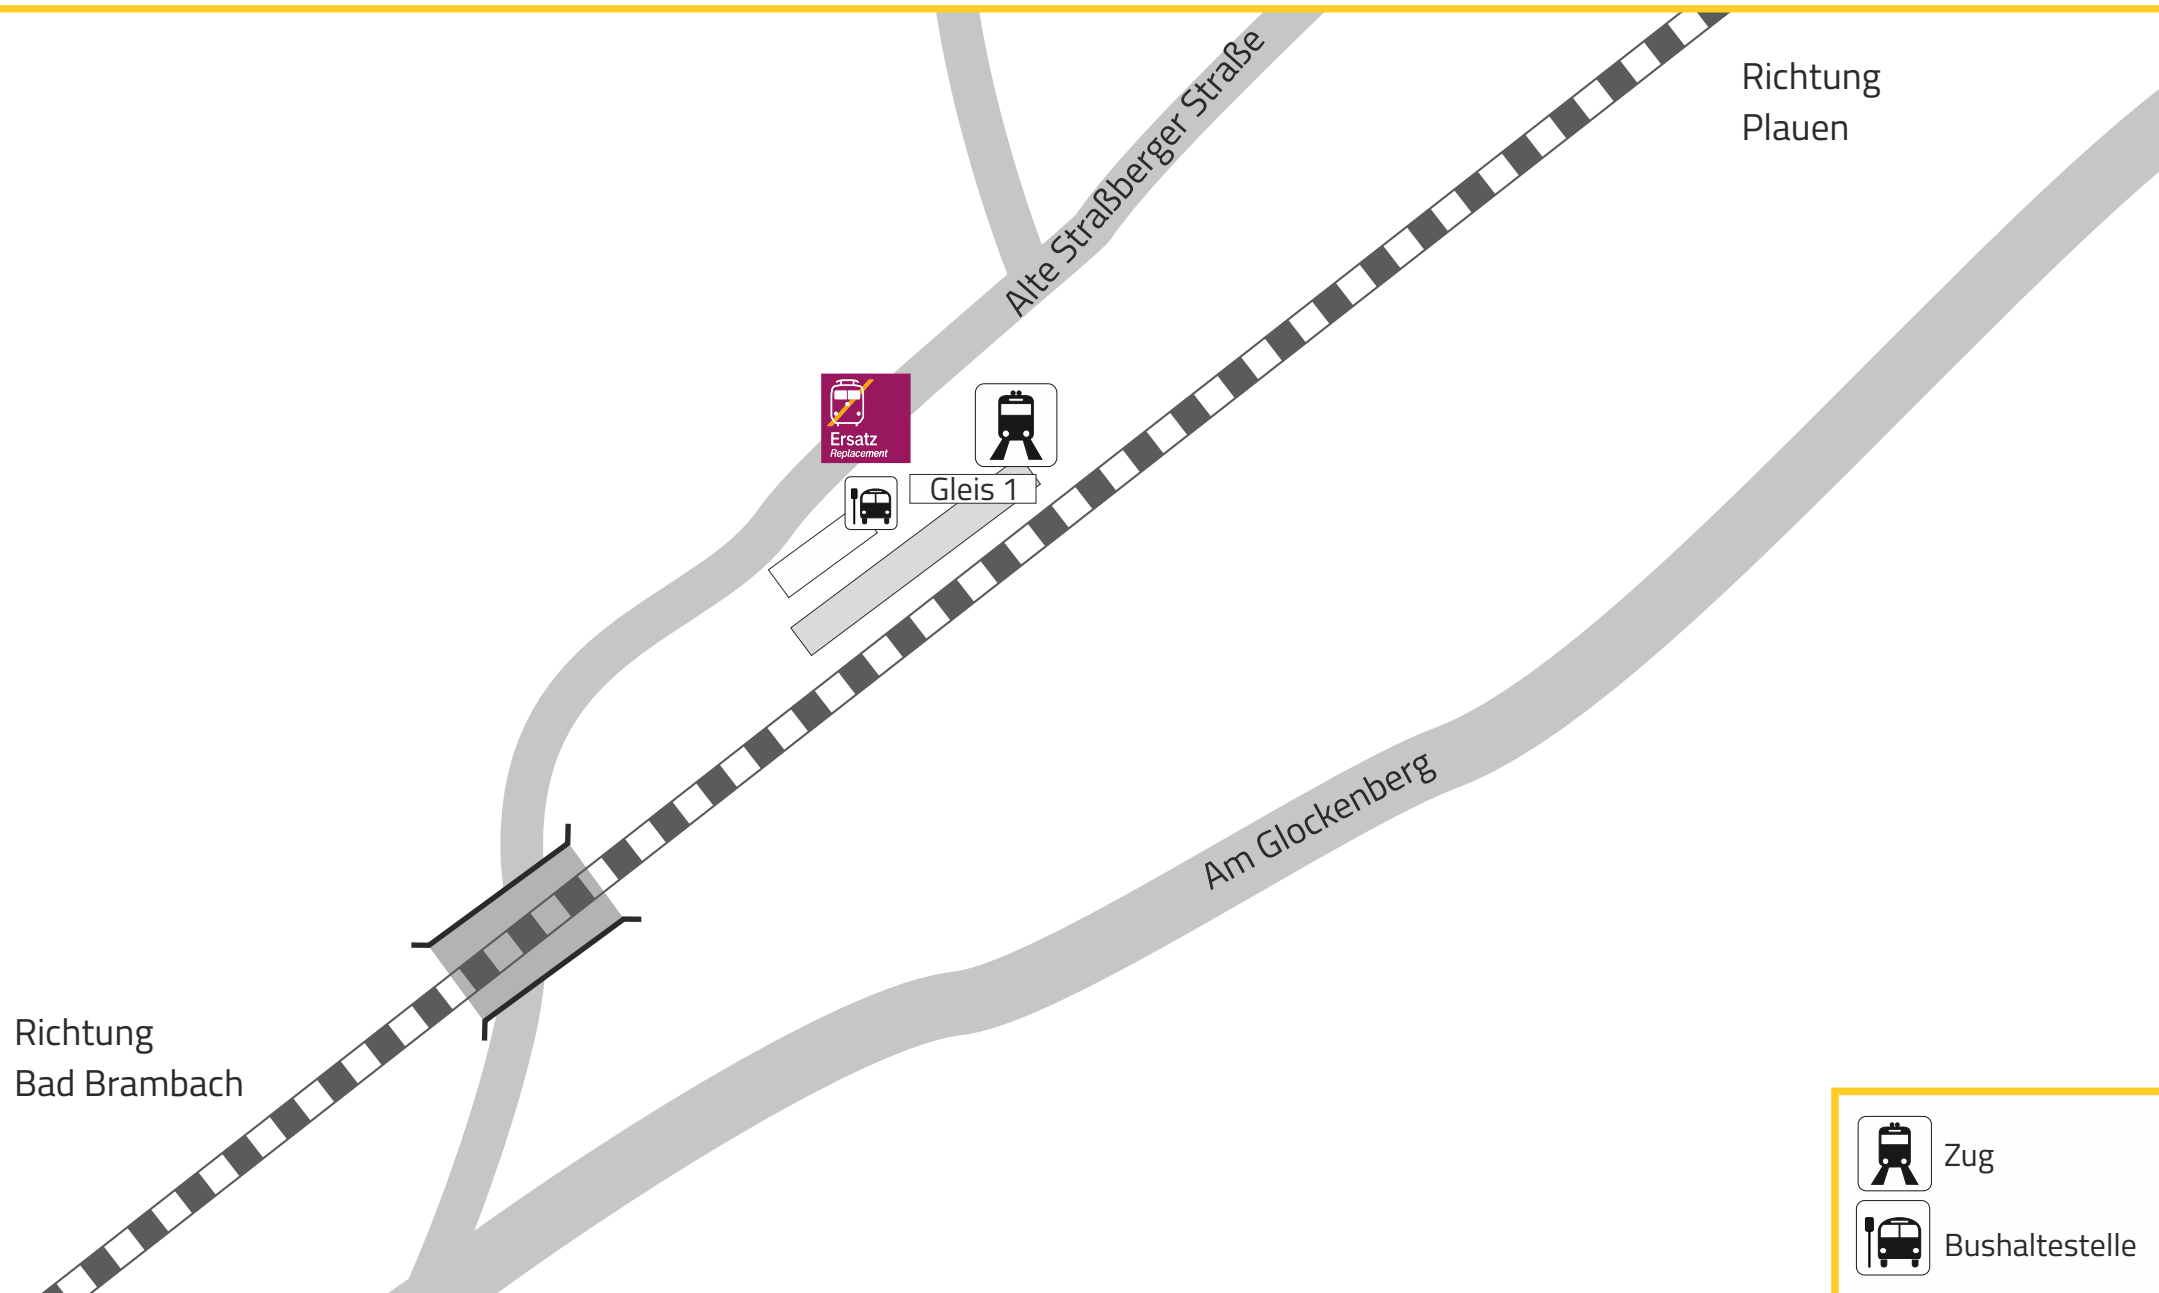 Richtung
Plauen
Alte Straßberger Straße
Ersatz
Replacement
Gleis 1
Am Glockenberg
Richtung
Bad Brambach
Zug
Bushaltestelle